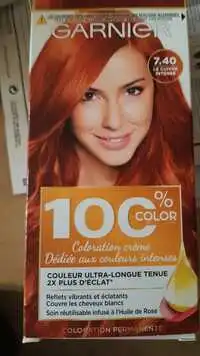 GARNIER
7.40
LE CUIVRE
INTENSE
100%
COLOR
Coloration crème
Dédiée aux couleurs intenses
COULEUR ULTRA-LONGUE TENUE
2X PLUS D'ÉCLAT*
Reflets vibrants et éclatants
Couvre les cheveux blancs
Soin réutilisable infusé à l'Huile de Rose
COLORATION PERMANENTE